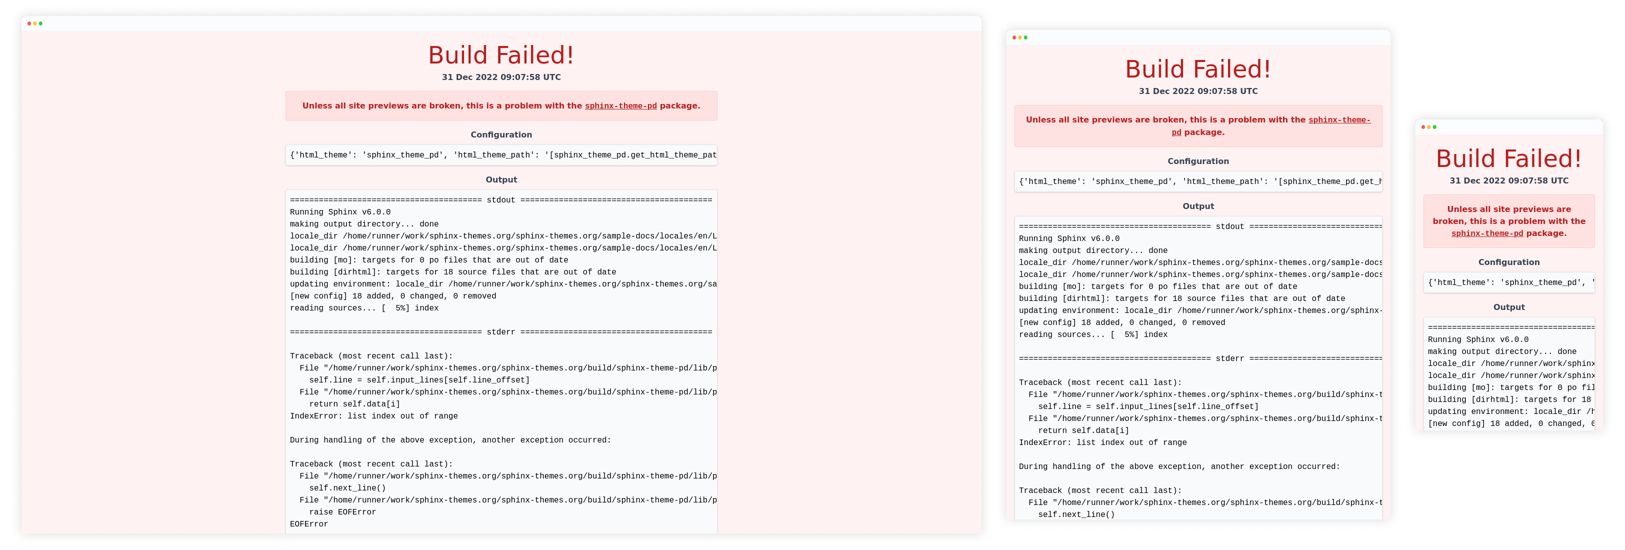 Build Failed!
31 Dec 2022 09:07:58 UTC
Unless all site previews are broken, this is a problem with the sphinx-theme-pd package.
Configuration
{'html_theme': 'sphinx_theme_pd', 'html_theme_path': '[sphinx_theme_pd.get_html_theme_pat
Output
======================================== stdout ========================================
Running Sphinx v6.0.0
making output directory... done
locale_dir /home/runner/work/sphinx-themes.org/sphinx-themes.org/sample-docs/locales/en/L
locale_dir /home/runner/work/sphinx-themes.org/sphinx-themes.org/sample-docs/locales/en/L
building [mo]: targets for 0 po files that are out of date
building [dirhtml]: targets for 18 source files that are out of date
updating environment: locale_dir /home/runner/work/sphinx-themes.org/sphinx-themes.org/sa
[new config] 18 added, 0 changed, 0 removed
reading sources... [  5%] index
======================================== stderr ========================================
Traceback (most recent call last):
  File "/home/runner/work/sphinx-themes.org/sphinx-themes.org/build/sphinx-theme-pd/lib/p
    self.line = self.input_lines[self.line_offset]
  File "/home/runner/work/sphinx-themes.org/sphinx-themes.org/build/sphinx-theme-pd/lib/p
    return self.data[i]
IndexError: list index out of range
During handling of the above exception, another exception occurred:
Traceback (most recent call last):
  File "/home/runner/work/sphinx-themes.org/sphinx-themes.org/build/sphinx-theme-pd/lib/p
    self.next_line()
  File "/home/runner/work/sphinx-themes.org/sphinx-themes.org/build/sphinx-theme-pd/lib/p
    raise EOFError
EOFError
Build Failed!
31 Dec 2022 09:07:58 UTC
Unless all site previews are broken, this is a problem with the sphinx-theme-
pd package.
Configuration
{'html_theme': 'sphinx_theme_pd', 'html_theme_path': '[sphinx_theme_pd.get_h
Output
======================================== stdout ============================
Running Sphinx v6.0.0
making output directory... done
locale_dir /home/runner/work/sphinx-themes.org/sphinx-themes.org/sample-docs
locale_dir /home/runner/work/sphinx-themes.org/sphinx-themes.org/sample-docs
building [mo]: targets for 0 po files that are out of date
building [dirhtml]: targets for 18 source files that are out of date
updating environment: locale_dir /home/runner/work/sphinx-themes.org/sphinx-
[new config] 18 added, 0 changed, 0 removed
reading sources... [  5%] index
======================================== stderr ============================
Traceback (most recent call last):
  File "/home/runner/work/sphinx-themes.org/sphinx-themes.org/build/sphinx-t
    self.line = self.input_lines[self.line_offset]
  File "/home/runner/work/sphinx-themes.org/sphinx-themes.org/build/sphinx-t
    return self.data[i]
IndexError: list index out of range
During handling of the above exception, another exception occurred:
Traceback (most recent call last):
  File "/home/runner/work/sphinx-themes.org/sphinx-themes.org/build/sphinx-t
    self.next_line()
Build Failed!
31 Dec 2022 09:07:58 UTC
Unless all site previews are
broken, this is a problem with the
sphinx-theme-pd package.
Configuration
{'html_theme': 'sphinx_theme_pd', '
Output
===================================
Running Sphinx v6.0.0
making output directory... done
locale_dir /home/runner/work/sphinx
locale_dir /home/runner/work/sphinx
building [mo]: targets for 0 po fil
building [dirhtml]: targets for 18
updating environment: locale_dir /h
[new config] 18 added, 0 changed, 0